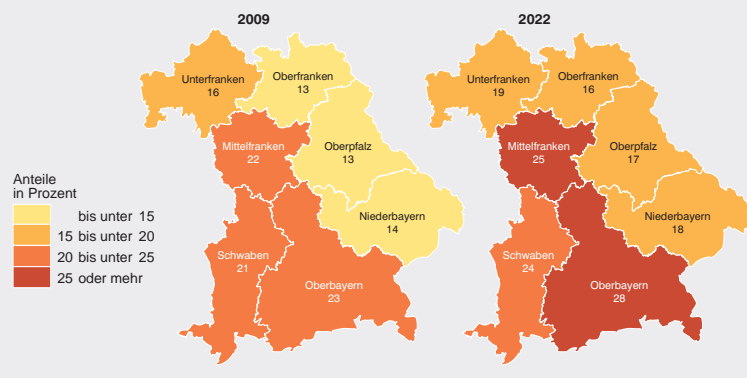 2009
2022
Unterfranken
16
Oberfranken
13
Mittelfranken
22
Oberpfalz
13
Niederbayern
14
Schwaben
21
Oberbayern
23
Unterfranken
19
Oberfranken
16
Mittelfranken
25
Oberpfalz
17
Niederbayern
18
Schwaben
24
Oberbayern
28
Anteile
in Prozent
bis unter 15
15 bis unter 20
20 bis unter 25
25 oder mehr